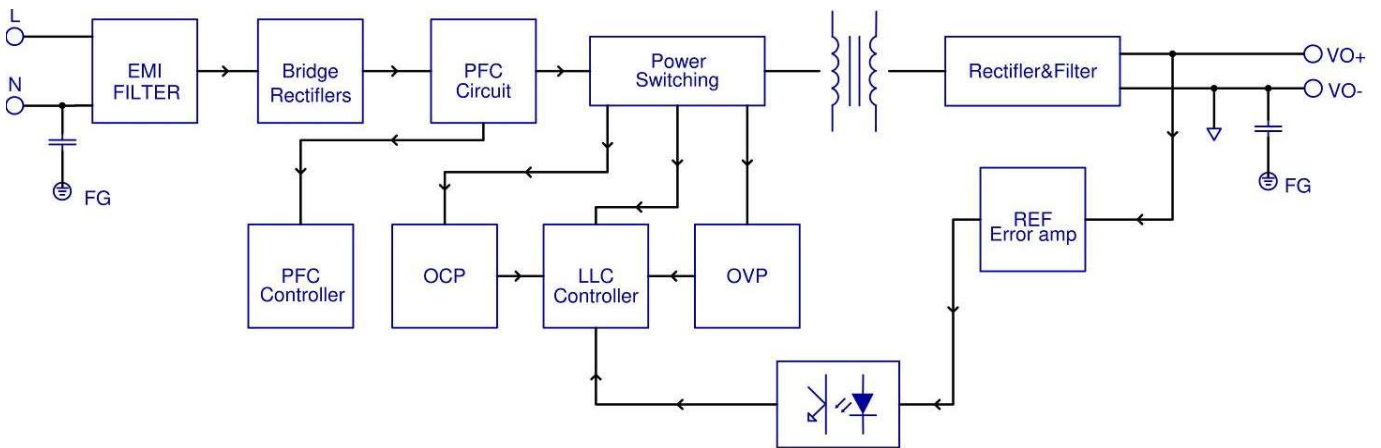 L
N
EMI
FILTER
Bridge
Rectiflers
PFC
Circuit
Power
Switching
Rectifler&Filter
VO+
VO-
FG
FG
REF
Error amp
PFC
Controller
OCP
LLC
Controller
OVP